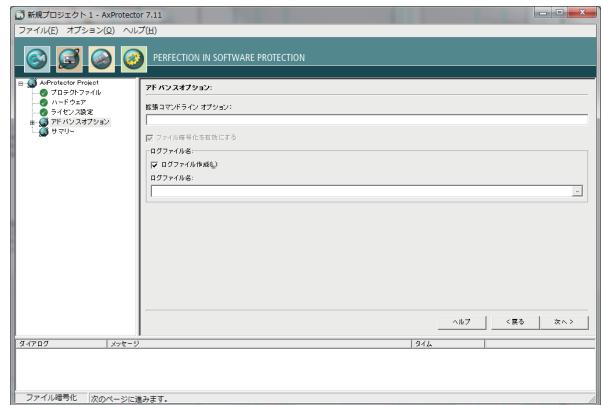 新規プロジェクト 1 - AxProtector 7.11
ファイル(F) オプション(O) ヘルプ(H)
PERFECTION IN SOFTWARE PROTECTION
AxProtector Project
プロテクトファイル
ハードウェア
ライセンス設定
アドバンスオプション
サマリー
アドバンスオプション:
拡張コマンドライン オプション:
ファイル暗号化を有効にする
ログファイル名:
ログファイル作成(L)
ログファイル名:
ヘルプ
<戻る
次へ>
ダイアログ メッセージ タイム
ファイル暗号化 次のページに進みます。